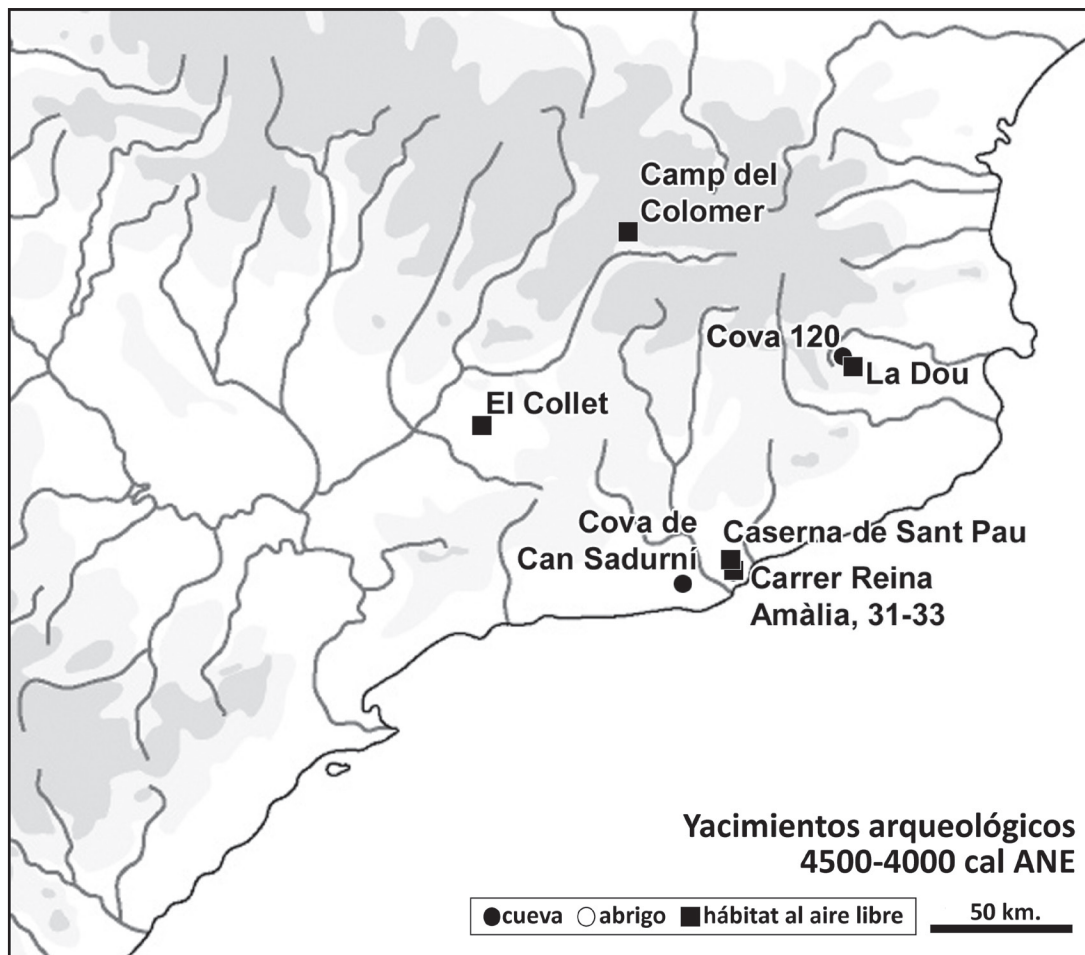 Camp del
Colomer
Cova 120
La Dou
El Collet
Cova de
Can Sadurní
Caserna de Sant Pau
Carrer Reina
Amàlia, 31-33
Yacimientos arqueológicos
4500-4000 cal ANE
cueva abrigo hábitat al aire libre
50 km.